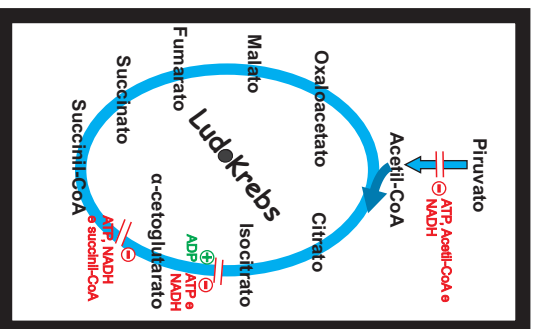 Piruvato
ATP, Acetil-CoA e
NADH
Acetil-CoA
Oxaloacetato
Citrato
Malato
Isocitrato
Fumarato
LudoKrebs
ADP
ATP e
NADH
Succinato
α-cetoglutarato
Succinil-CoA
ATP, NADH
e succinil-CoA